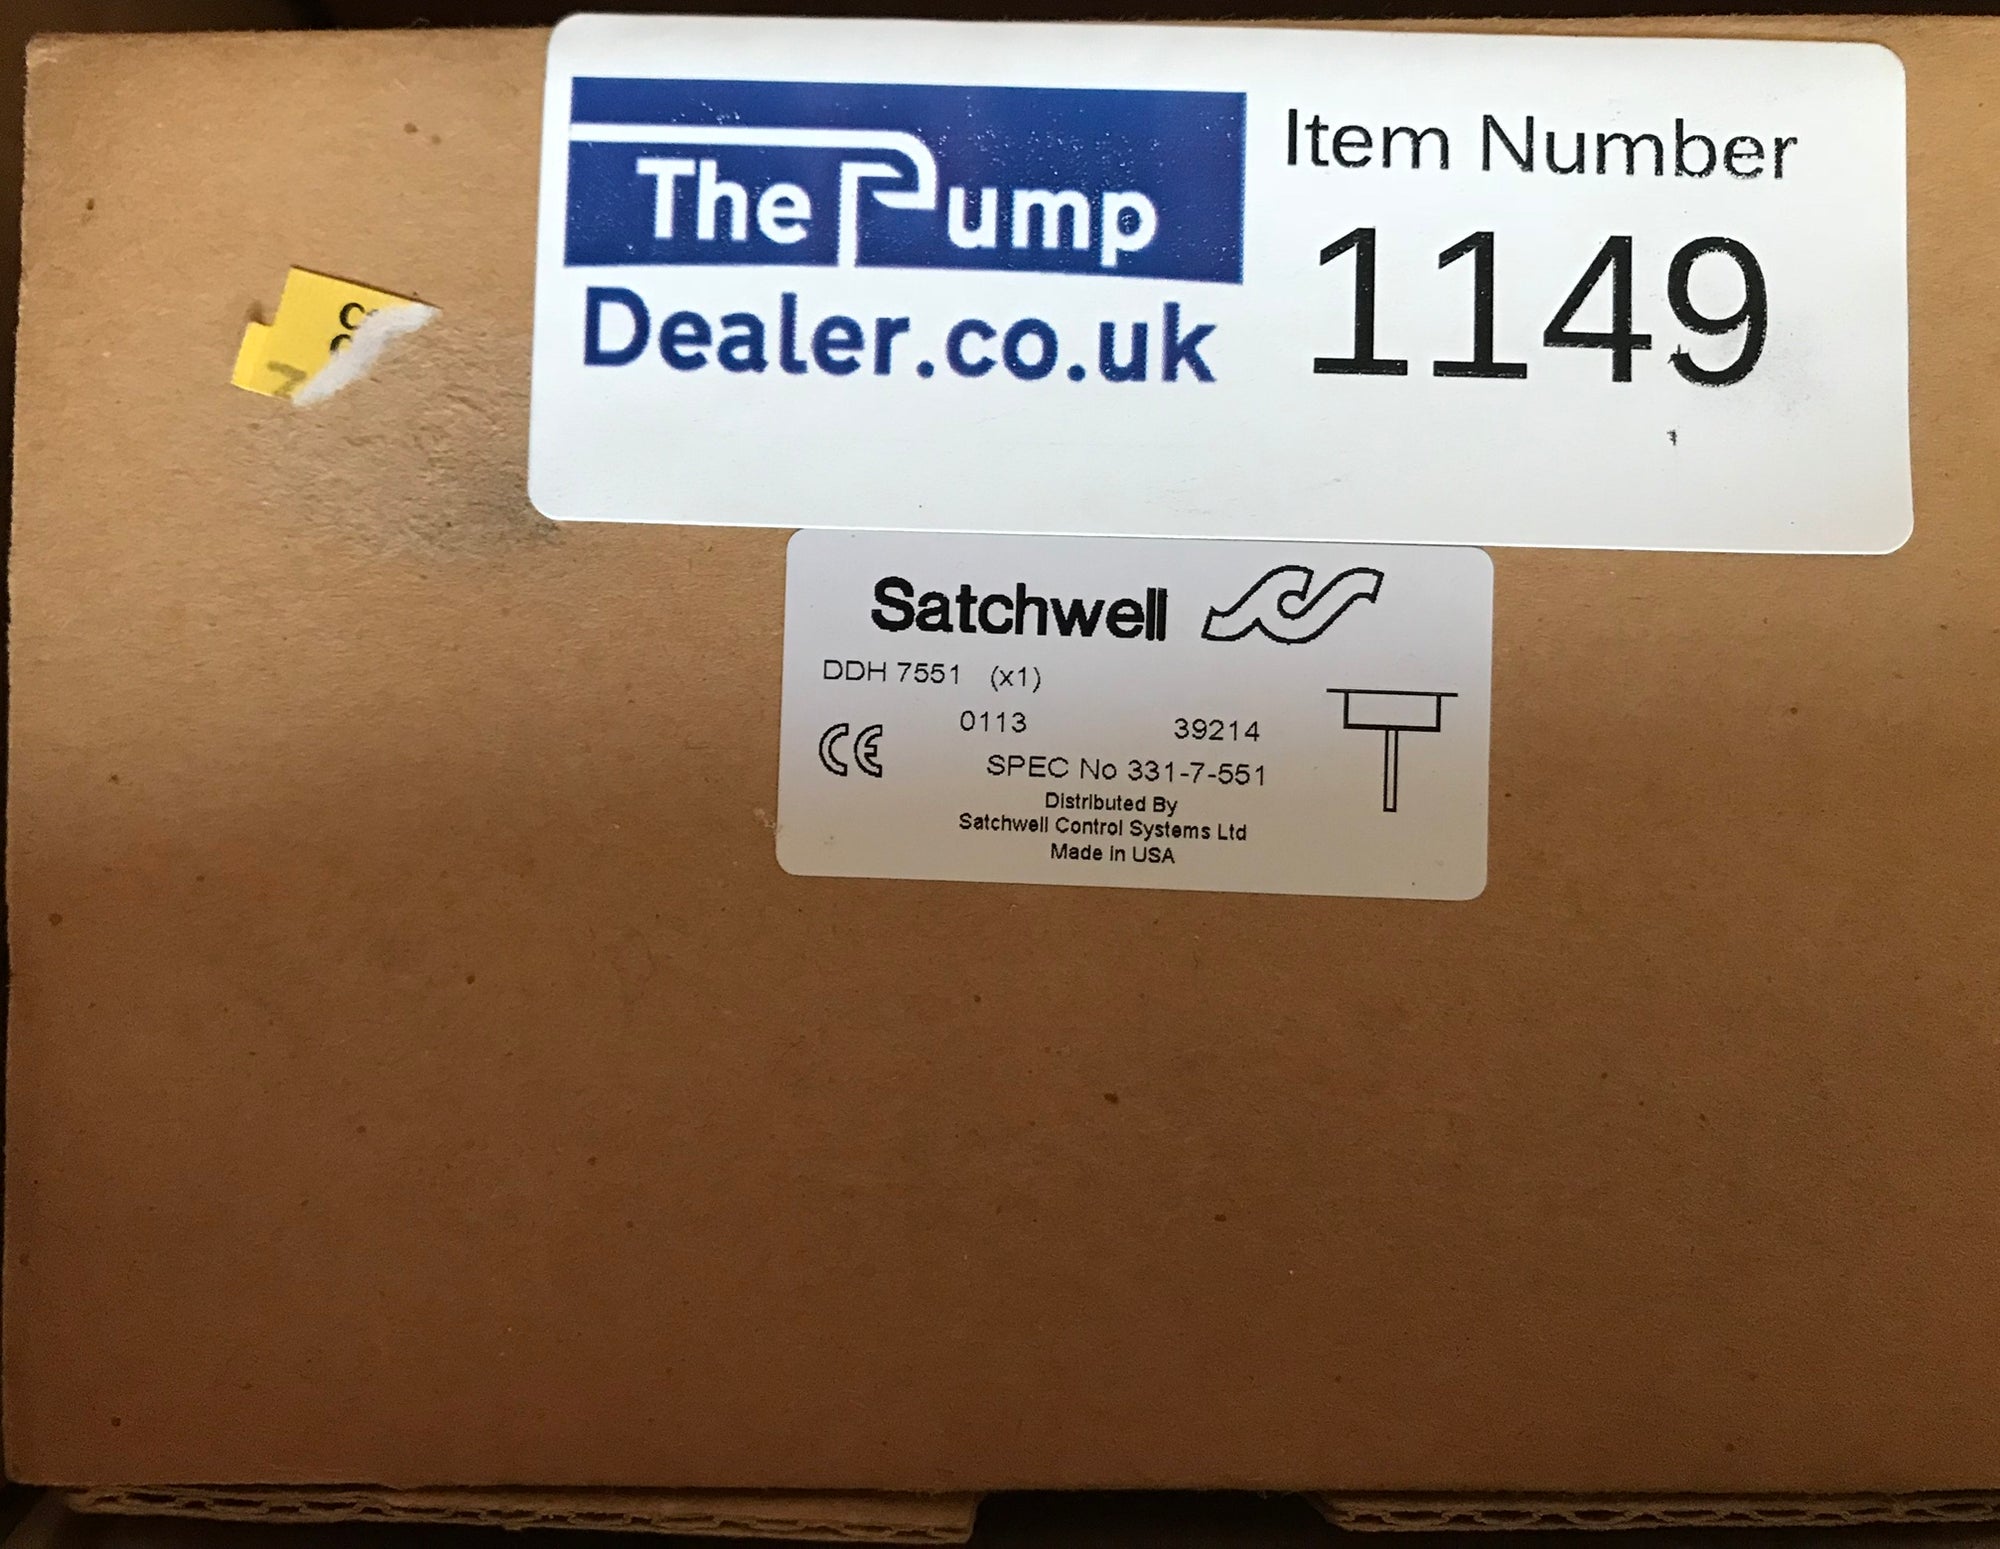 The Pump
Dealer.co.uk
Item Number
1149
Satchwell
DDH 7551 (x1)
0113 39214
CE
SPEC No 331-7-551
Distributed By
Satchwell Control Systems Ltd
Made in USA